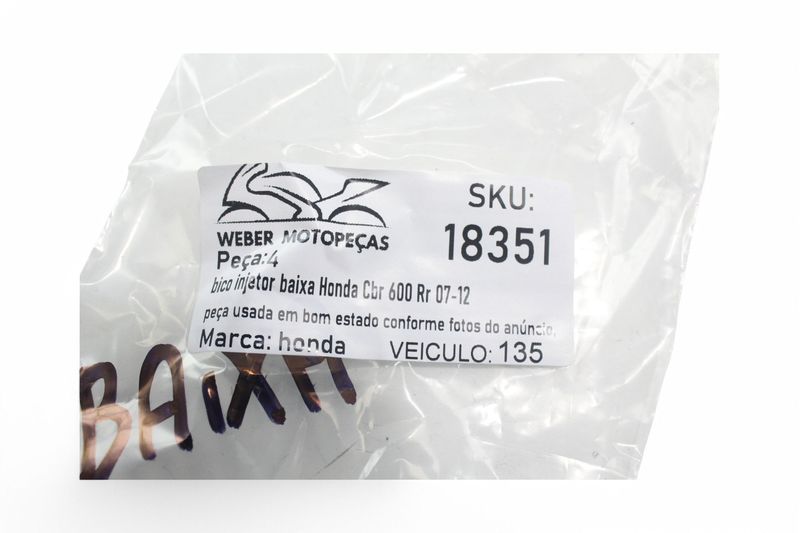 SKU:
18351
WEBER MOTOPEÇAS
Peça:4
bico injetor baixa Honda Cbr 600 Rr 07-12
peça usada em bom estado conforme fotos do anúncio.
Marca: honda VEICULO: 135
BAiXA